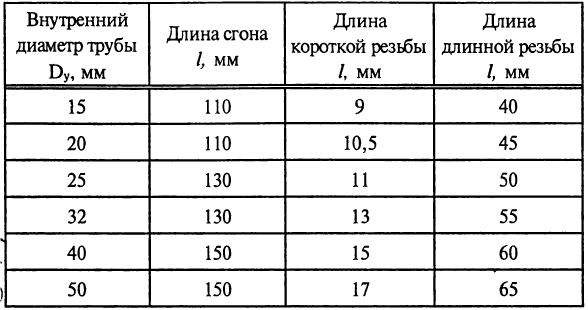 Внутренний диаметр трубы Dу, мм | Длина сгона l, мм | Длина короткой резьбы l, мм | Длина длинной резьбы l, мм
15 | 110 | 9 | 40
20 | 110 | 10,5 | 45
25 | 130 | 11 | 50
32 | 130 | 13 | 55
40 | 150 | 15 | 60
50 | 150 | 17 | 65